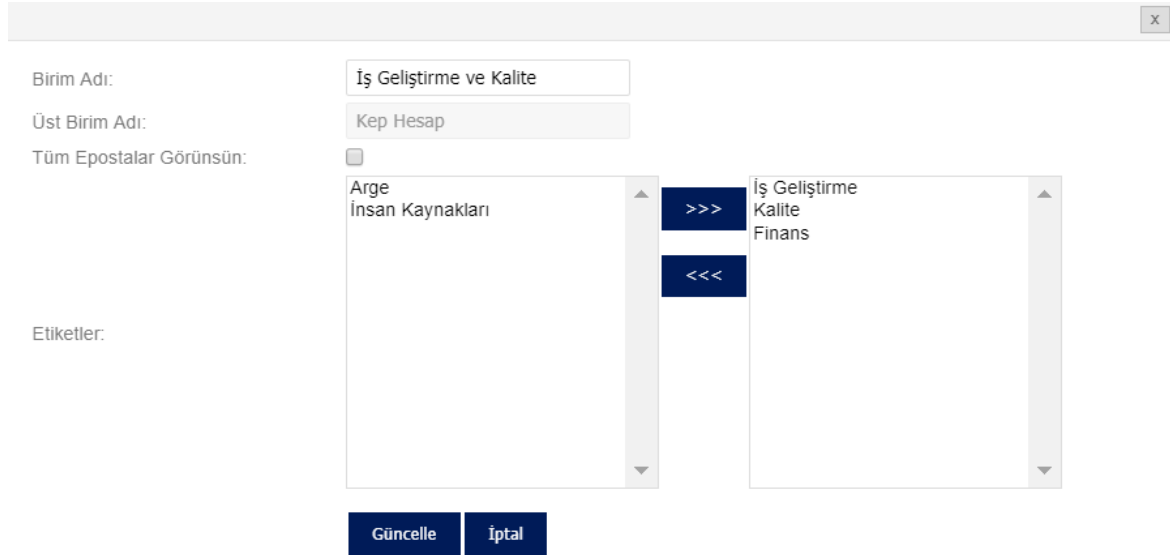 x
Birim Adı:
İş Geliştirme ve Kalite
Üst Birim Adı:
Kep Hesap
Tüm Epostalar Görünsün:
Etiketler:
Arge
İnsan Kaynakları
>>>
<<<
İş Geliştirme
Kalite
Finans
Güncelle
İptal